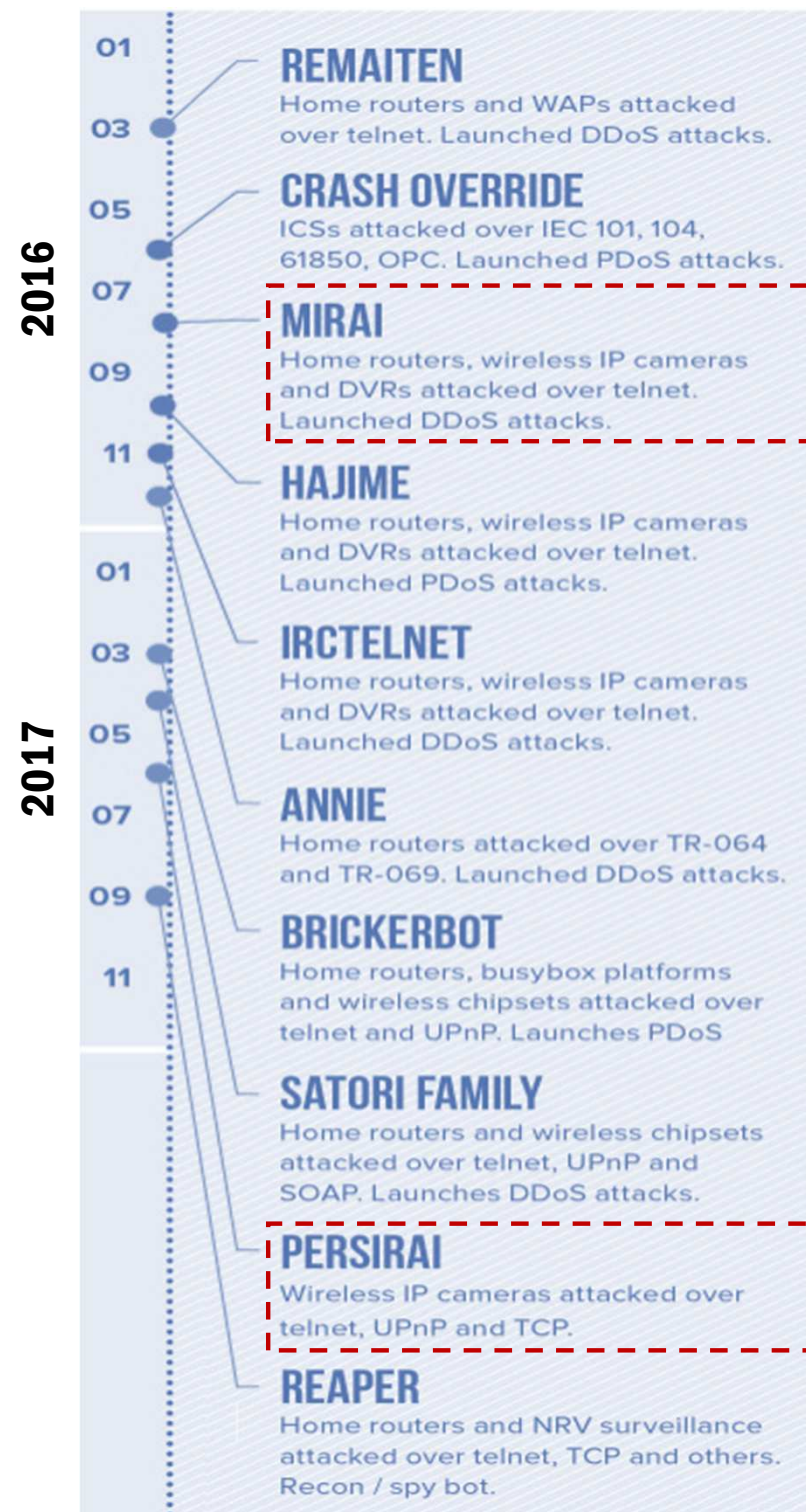 2016
01
03
05
07
09
11
2017
01
03
05
07
09
11
REMAITEN
Home routers and WAPs attacked
over telnet. Launched DDoS attacks.
CRASH OVERRIDE
ICSs attacked over IEC 101, 104,
61850, OPC. Launched PDoS attacks.
MIRAI
Home routers, wireless IP cameras
and DVRs attacked over telnet.
Launched DDoS attacks.
HAJIME
Home routers, wireless IP cameras
and DVRs attacked over telnet.
Launched PDoS attacks.
IRCTELNET
Home routers, wireless IP cameras
and DVRs attacked over telnet.
Launched DDoS attacks.
ANNIE
Home routers attacked over TR-064
and TR-069. Launched DDoS attacks.
BRICKERBOT
Home routers, busybox platforms
and wireless chipsets attacked over
telnet and UPnP. Launches PDoS
SATORI FAMILY
Home routers and wireless chipsets
attacked over telnet, UPnP and
SOAP. Launches DDoS attacks.
PERSIRAI
Wireless IP cameras attacked over
telnet, UPnP and TCP.
REAPER
Home routers and NRV surveillance
attacked over telnet, TCP and others.
Recon / spy bot.